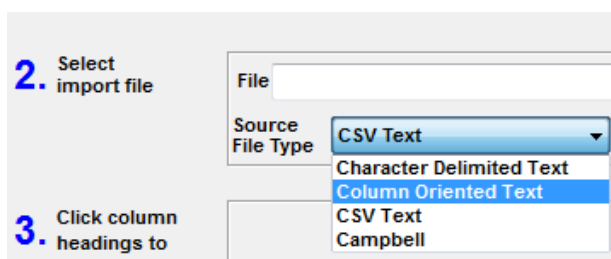 2. Select
import file
File
Source
File Type
CSV Text
Character Delimited Text
Column Oriented Text
CSV Text
Campbell
3. Click column
headings to